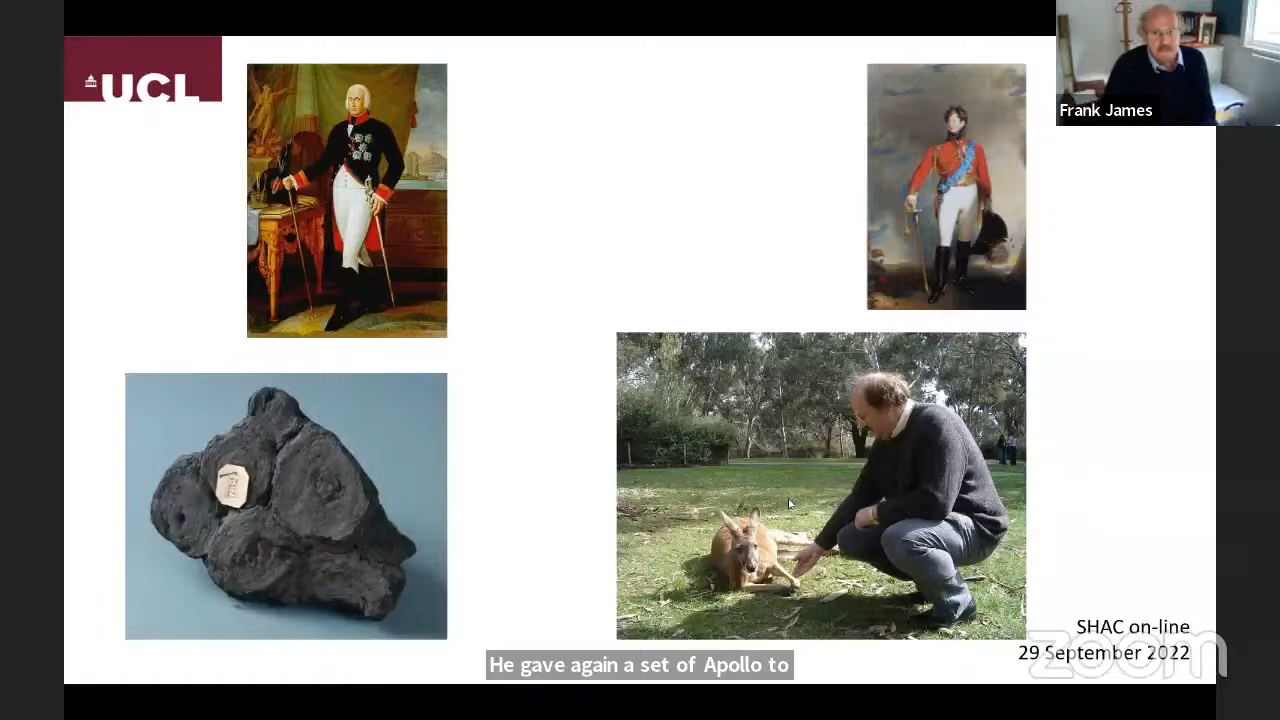 UCL
Frank James
SHAC on-line
29 September 2022
zoom
He gave again a set of Apollo to